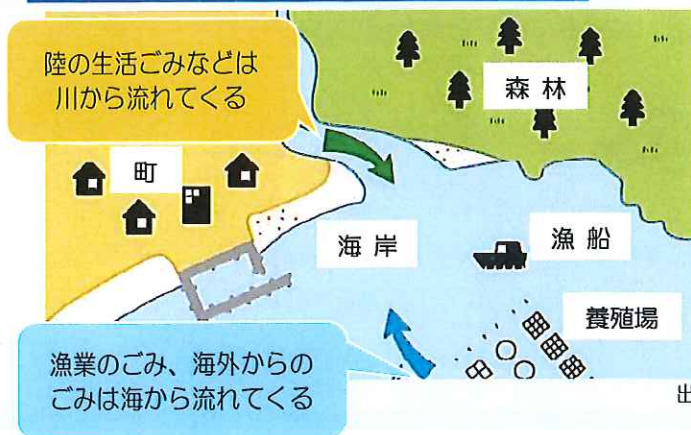 陸の生活ごみなどは
川から流れてくる
森林
町
海岸
漁船
養殖場
漁業のごみ、海外からの
ごみは海から流れてくる
出